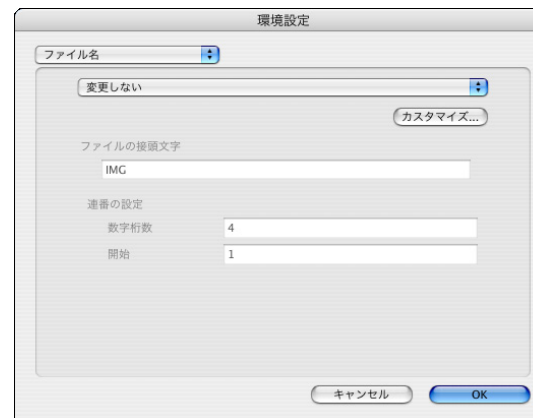 環境設定
ファイル名
変更しない
カスタマイズ...
ファイルの接頭文字
IMG
連番の設定
数字桁数 4
開始 1
キャンセル OK